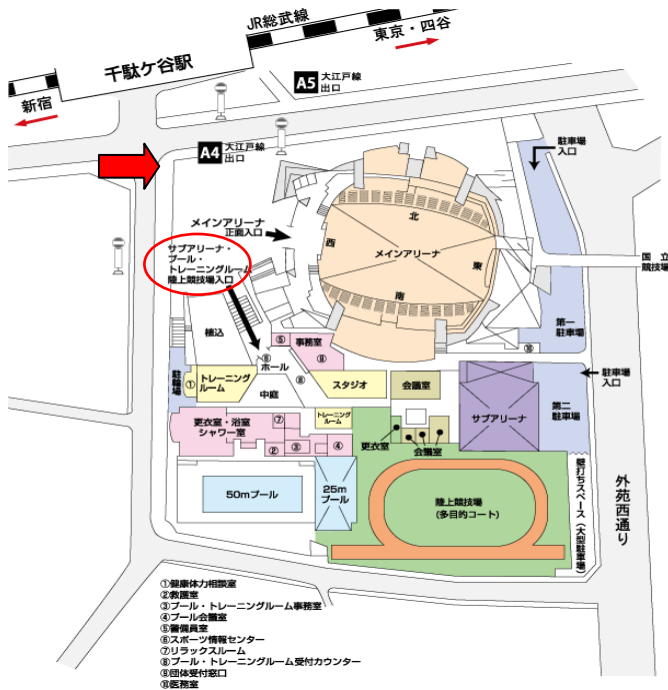 JR総武線
東京・四谷
千駄ケ谷駅
新宿
A5 大江戸線
出口
A4 大江戸線
出口
駐車場
入口
メインアリーナ
正面入口
北
西
メインアリーナ
東
南
国立
競技場
サブアリーナ・
プール・
トレーニングルーム
陸上競技場入口
植込
第一
駐車場
⑩
⑤
事務室
⑨
⑥
ホール
⑧
駐輪場
①
トレーニング
ルーム
中庭
スタジオ
会議室
駐車場
入口
サブアリーナ
第二
駐車場
更衣室・浴室
シャワー室
⑦
トレーニング
ルーム
②
③
④
更衣室
会議室
50mプール
25m
プール
陸上競技場
(多目的コート)
壁打ちスペース(大型駐車場)
外苑西通り
①健康体力相談室
②救護室
③プール・トレーニングルーム事務室
④プール会議室
⑤警備員室
⑥スポーツ情報センター
⑦リラックスルーム
⑧プール・トレーニングルーム受付カウンター
⑨団体受付窓口
⑩医務室